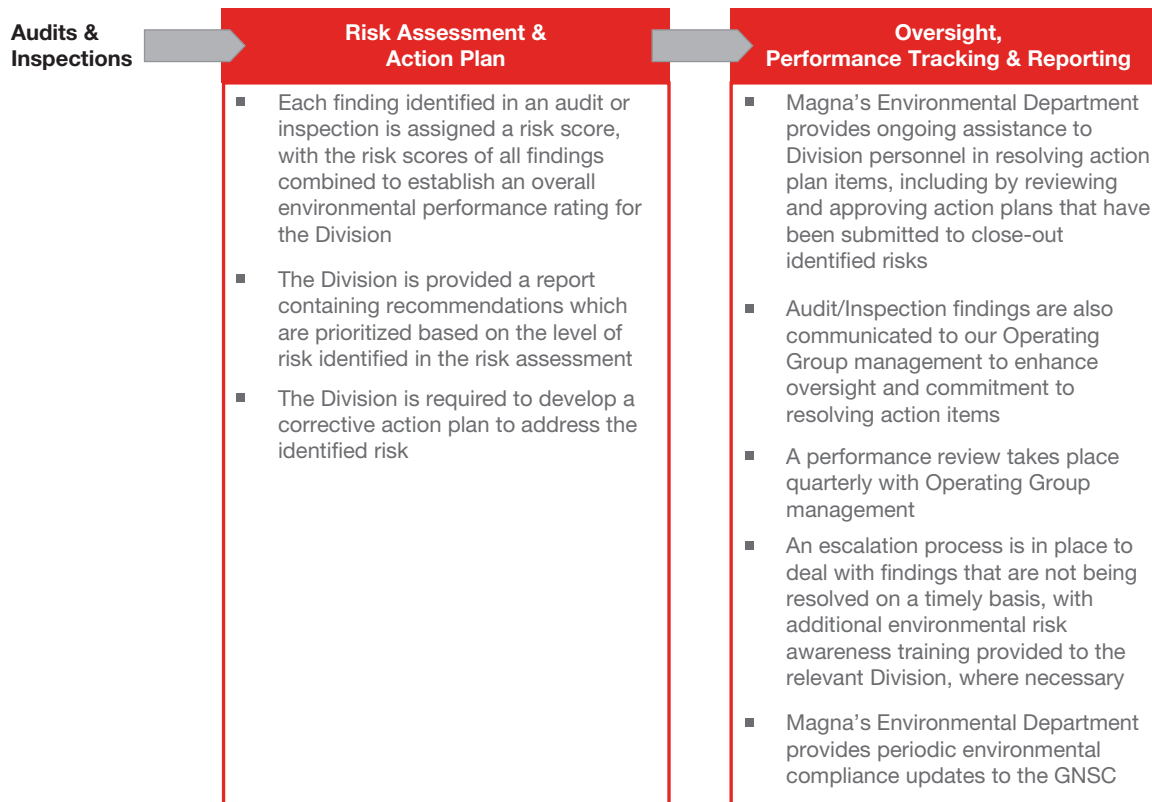 Audits &
Inspections
Risk Assessment &
Action Plan
■ Each finding identified in an audit or
inspection is assigned a risk score,
with the risk scores of all findings
combined to establish an overall
environmental performance rating for
the Division
■ The Division is provided a report
containing recommendations which
are prioritized based on the level of
risk identified in the risk assessment
■ The Division is required to develop a
corrective action plan to address the
identified risk
Oversight,
Performance Tracking & Reporting
■ Magna’s Environmental Department
provides ongoing assistance to
Division personnel in resolving action
plan items, including by reviewing
and approving action plans that have
been submitted to close-out
identified risks
■ Audit/Inspection findings are also
communicated to our Operating
Group management to enhance
oversight and commitment to
resolving action items
■ A performance review takes place
quarterly with Operating Group
management
■ An escalation process is in place to
deal with findings that are not being
resolved on a timely basis, with
additional environmental risk
awareness training provided to the
relevant Division, where necessary
■ Magna’s Environmental Department
provides periodic environmental
compliance updates to the GNSC